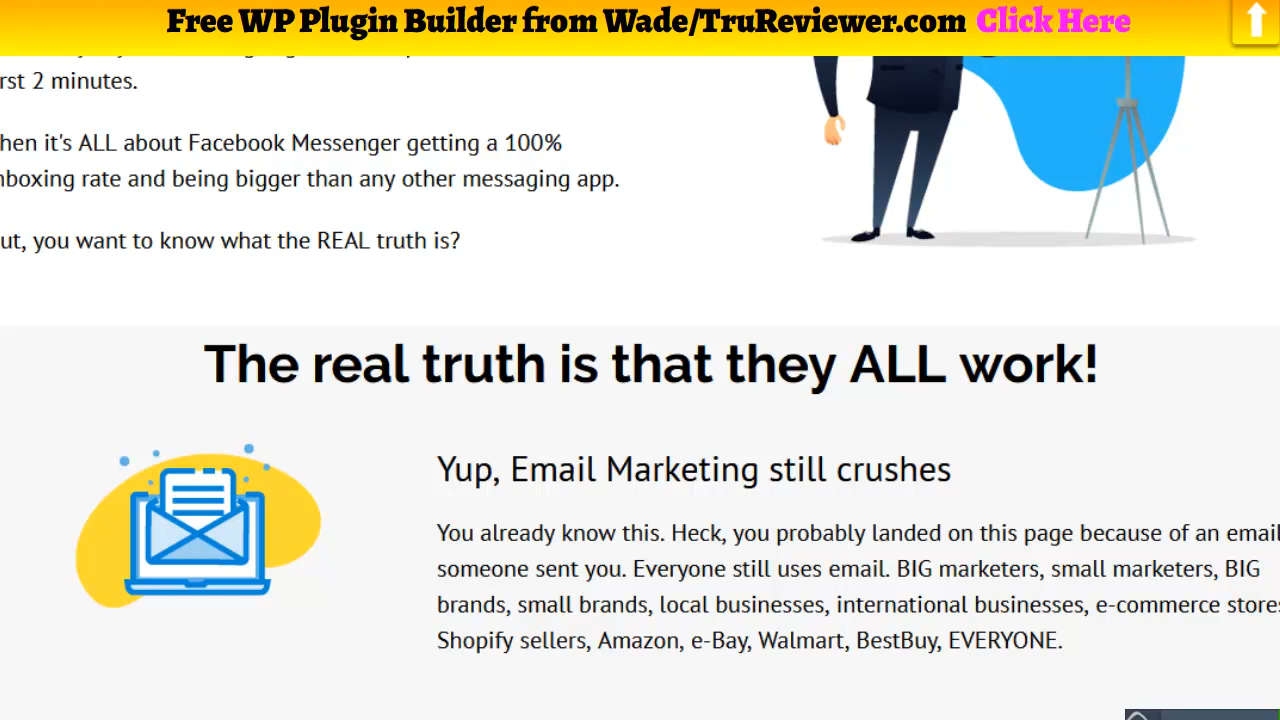 Free WP Plugin Builder from Wade/TruReviewer.com Click Here
rst 2 minutes.
hen it's ALL about Facebook Messenger getting a 100%
nboxing rate and being bigger than any other messaging app.
ut, you want to know what the REAL truth is?
The real truth is that they ALL work!
Yup, Email Marketing still crushes
You already know this. Heck, you probably landed on this page because of an email
someone sent you. Everyone still uses email. BIG marketers, small marketers, BIG
brands, small brands, local businesses, international businesses, e-commerce stores
Shopify sellers, Amazon, e-Bay, Walmart, BestBuy, EVERYONE.